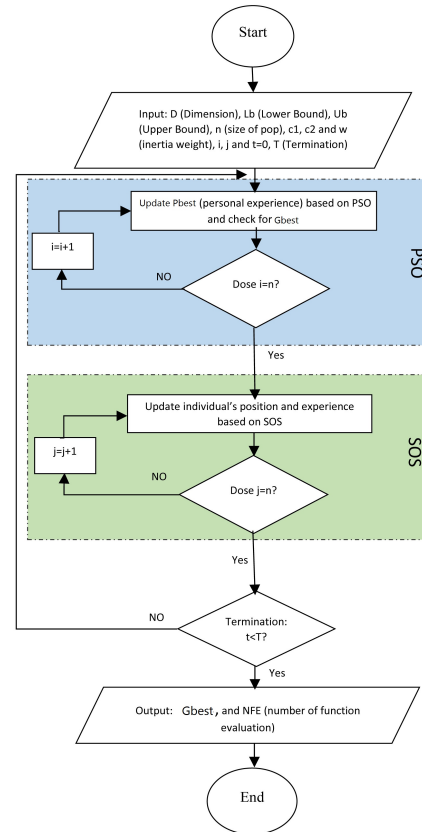 Start
Input: D (Dimension), Lb (Lower Bound), Ub
(Upper Bound), n (size of pop), c1, c2 and w
(inertia weight), i, j and t=0, T (Termination)
Update Pbest (personal experience) based on PSO
and check for Gbest
i=i+1
NO
Dose i=n?
PSO
Yes
Update individual's position and experience
based on SOS
j=j+1
NO
Dose j=n?
SOS
Yes
NO
Termination:
t<T?
Yes
Output: Gbest, and NFE (number of function
evaluation)
End